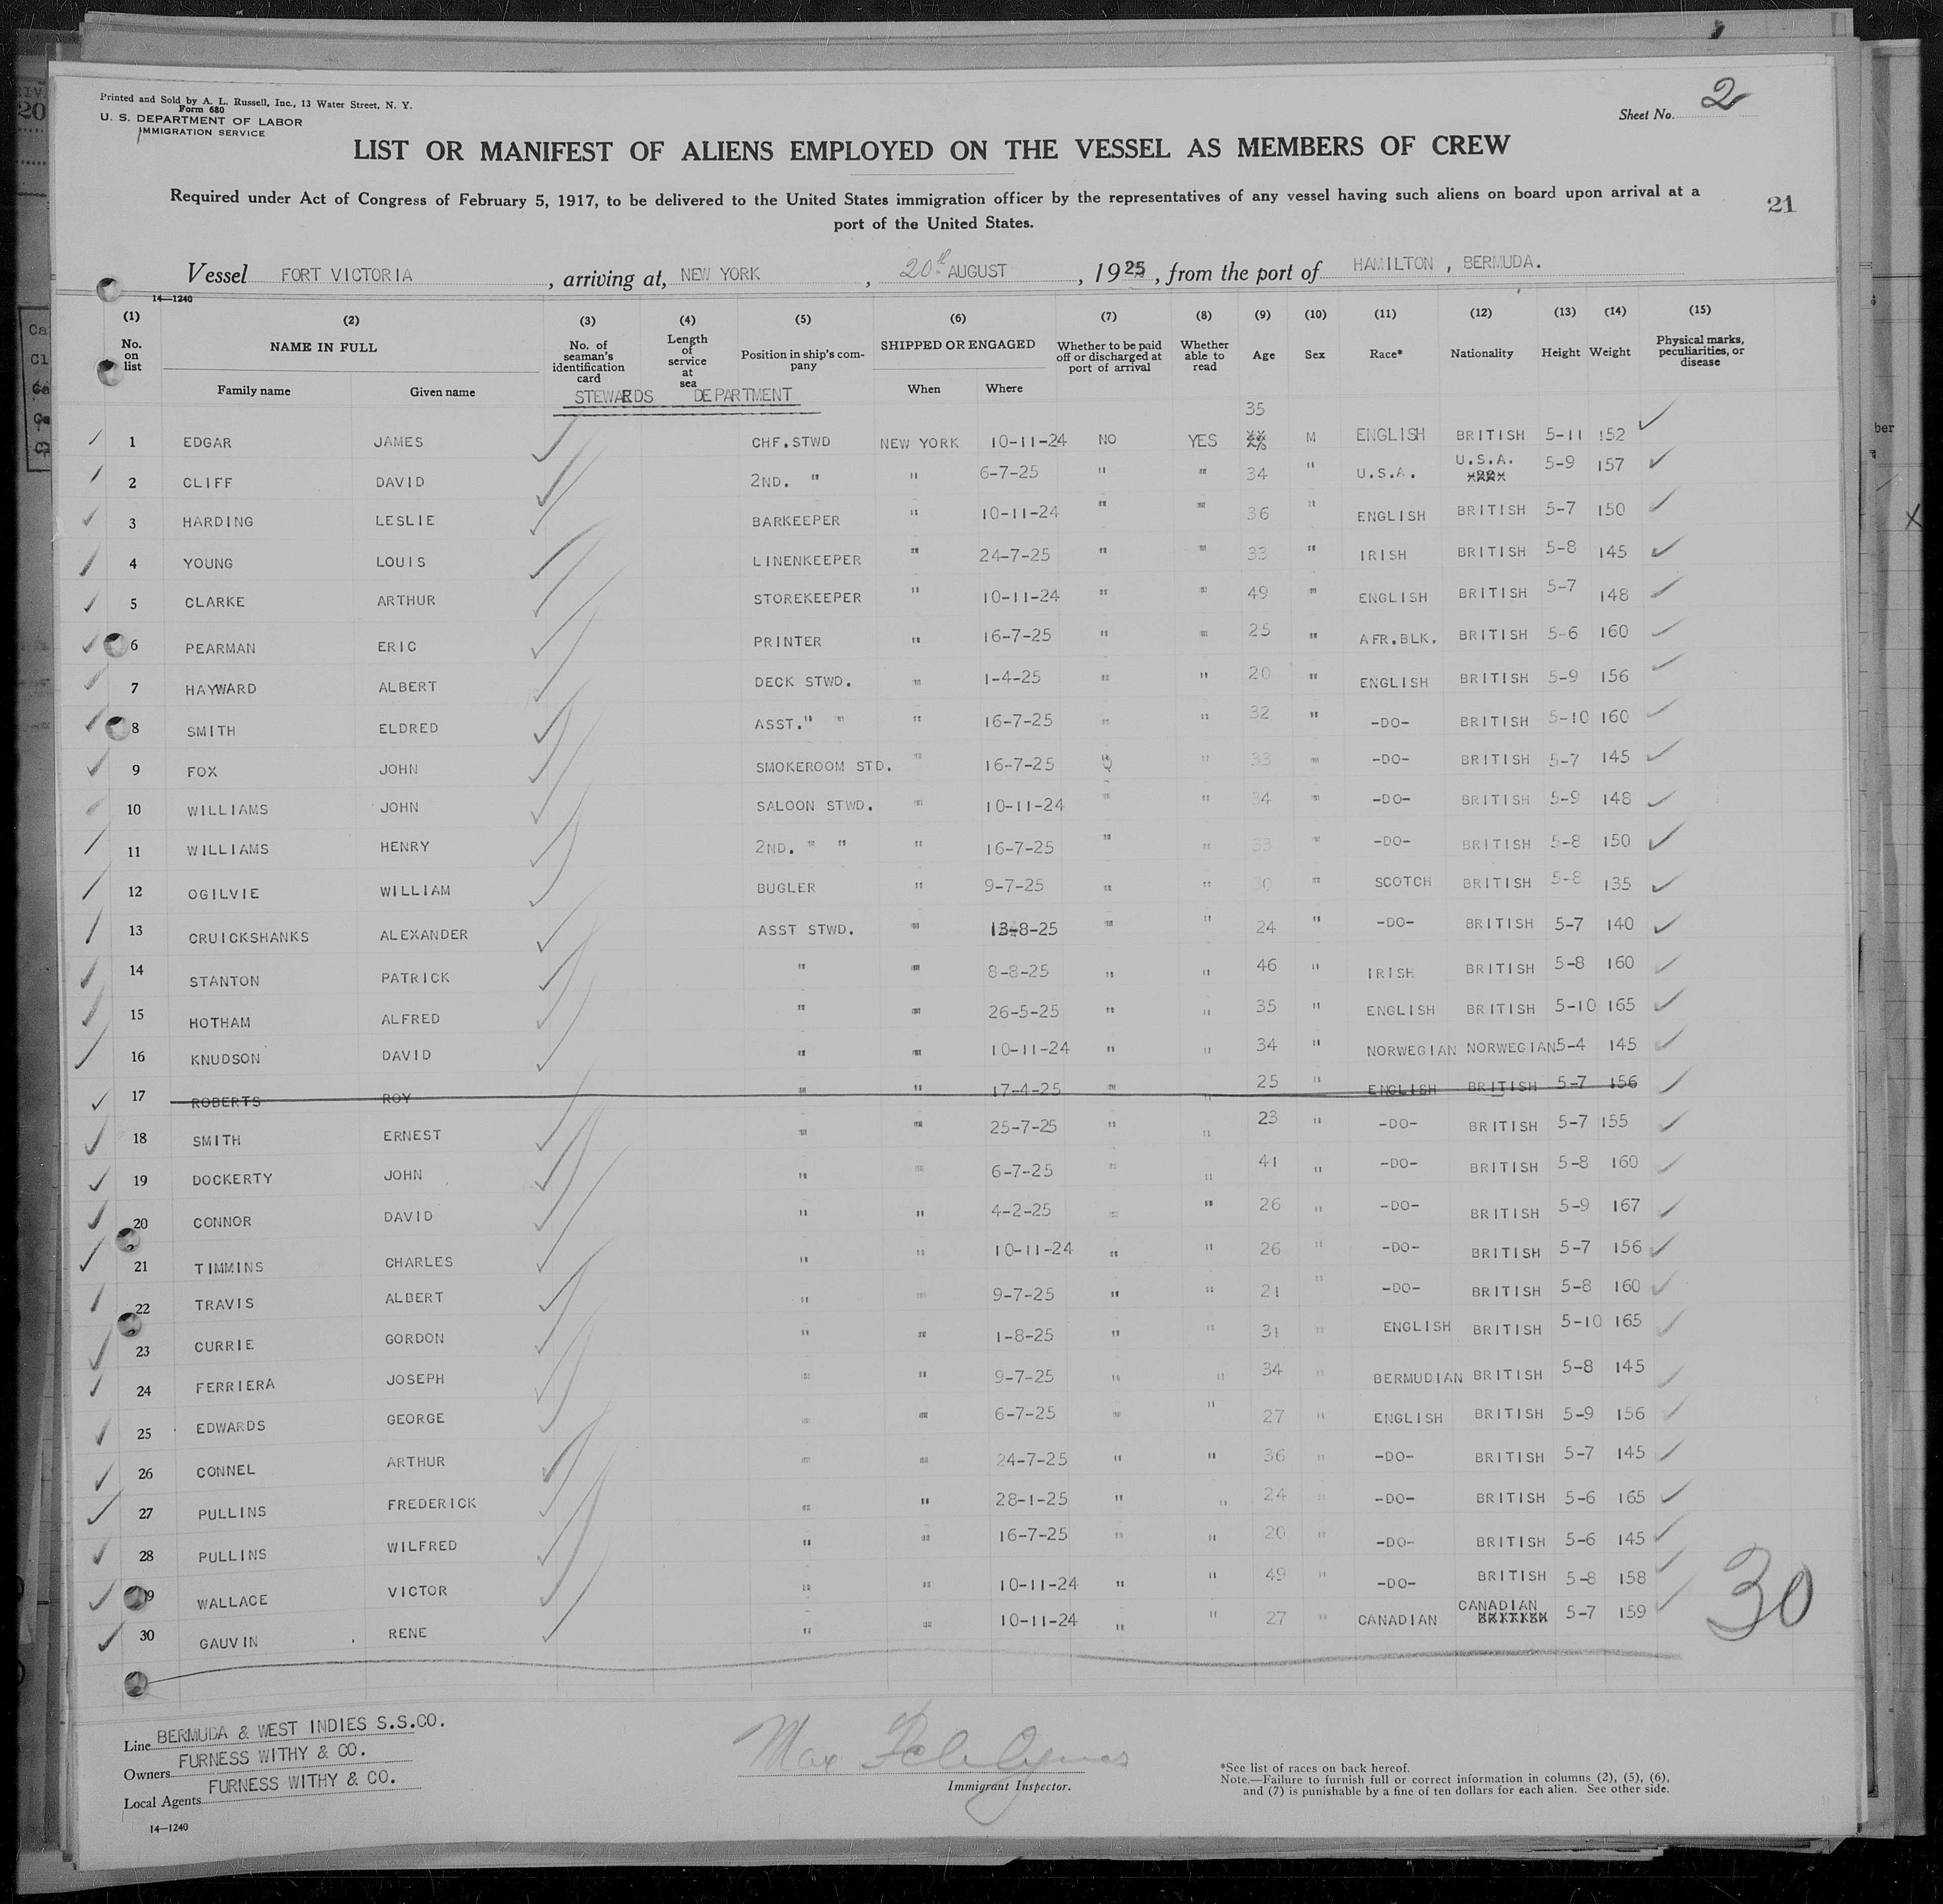 Printed and Sold by A. L. Russell, Inc., 13 Water Street, N. Y.
Form 680
U. S. DEPARTMENT OF LABOR
IMMIGRATION SERVICE
Sheet No. 2
LIST OR MANIFEST OF ALIENS EMPLOYED ON THE VESSEL AS MEMBERS OF CREW
Required under Act of Congress of February 5, 1917, to be delivered to the United States immigration officer by the representatives of any vessel having such aliens on board upon arrival at a
port of the United States.
21
Vessel FORT VICTORIA, arriving at, NEW YORK, 20th AUGUST, 1925, from the port of HAMILTON, BERMUDA.
14—1240
(1) (2) (3) (4) (5) (6) (7) (8) (9) (10) (11) (12) (13) (14) (15)
No. on list NAME IN FULL Family name Given name No. of seaman's identification card Length of service at sea Position in ship's company SHIPPED OR ENGAGED When Where Whether to be paid off or discharged at port of arrival Whether able to read Age Sex Race* Nationality Height Weight Physical marks, peculiarities, or disease
STEWARDS DEPARTMENT
35
1 EDGAR JAMES CHF.STWD NEW YORK 10-11-24 NO YES M ENGLISH BRITISH 5-11 152
2 CLIFF DAVID 2ND. " " 6-7-25 " " 34 " U.S.A. U.S.A. 5-9 157
3 HARDING LESLIE BARKEEPER " 10-11-24 " " 36 " ENGLISH BRITISH 5-7 150
4 YOUNG LOUIS LINENKEEPER " 24-7-25 " " 33 " IRISH BRITISH 5-8 145
5 CLARKE ARTHUR STOREKEEPER " 10-11-24 " " 49 " ENGLISH BRITISH 5-7 148
6 PEARMAN ERIC PRINTER " 16-7-25 " " 25 " AFR.BLK. BRITISH 5-6 160
7 HAYWARD ALBERT DECK STWD. " 1-4-25 " " 20 " ENGLISH BRITISH 5-9 156
8 SMITH ELDRED ASST." " " 16-7-25 " " 32 " -DO- BRITISH 5-10 160
9 FOX JOHN SMOKEROOM STD. " 16-7-25 " 33 " -DO- BRITISH 5-7 145
10 WILLIAMS JOHN SALOON STWD. " 10-11-24 " " 34 " -DO- BRITISH 5-9 148
11 WILLIAMS HENRY 2ND. " " " 16-7-25 " " 33 " -DO- BRITISH 5-8 150
12 OGILVIE WILLIAM BUGLER " 9-7-25 " " 30 " SCOTCH BRITISH 5-8 135
13 CRUICKSHANKS ALEXANDER ASST STWD. " 13-8-25 " " 24 " -DO- BRITISH 5-7 140
14 STANTON PATRICK " " 8-8-25 " " 46 " IRISH BRITISH 5-8 160
15 HOTHAM ALFRED " " 26-5-25 " " 35 " ENGLISH BRITISH 5-10 165
16 KNUDSON DAVID " " 10-11-24 " " 34 " NORWEGIAN NORWEGIAN 5-4 145
17 ROBERTS ROY " " 17-4-25 " " 25 " ENGLISH BRITISH 5-7 156
18 SMITH ERNEST " " 25-7-25 " " 23 " -DO- BRITISH 5-7 155
19 DOCKERTY JOHN " " 6-7-25 " " 41 " -DO- BRITISH 5-8 160
20 CONNOR DAVID " " 4-2-25 " " 26 " -DO- BRITISH 5-9 167
21 TIMMINS CHARLES " " 10-11-24 " " 26 " -DO- BRITISH 5-7 156
22 TRAVIS ALBERT " " 9-7-25 " " 21 " -DO- BRITISH 5-8 160
23 CURRIE GORDON " " 1-8-25 " " 31 " ENGLISH BRITISH 5-10 165
24 FERRIERA JOSEPH " " 9-7-25 " " 34 " BERMUDIAN BRITISH 5-8 145
25 EDWARDS GEORGE " " 6-7-25 " " 27 " ENGLISH BRITISH 5-9 156
26 CONNEL ARTHUR " " 24-7-25 " " 36 " -DO- BRITISH 5-7 145
27 PULLINS FREDERICK " " 28-1-25 " " 24 " -DO- BRITISH 5-6 165
28 PULLINS WILFRED " " 16-7-25 " " 20 " -DO- BRITISH 5-6 145
29 WALLACE VICTOR " " 10-11-24 " " 49 " -DO- BRITISH 5-8 158
30 GAUVIN RENE " " 10-11-24 " " 27 " CANADIAN CANADIAN 5-7 159
30
Line BERMUDA & WEST INDIES S.S.CO.
Owners FURNESS WITHY & CO.
Local Agents FURNESS WITHY & CO.
Max
Immigrant Inspector.
*See list of races on back hereof.
Note.—Failure to furnish full or correct information in columns (2), (5), (6),
and (7) is punishable by a fine of ten dollars for each alien. See other side.
14—1240